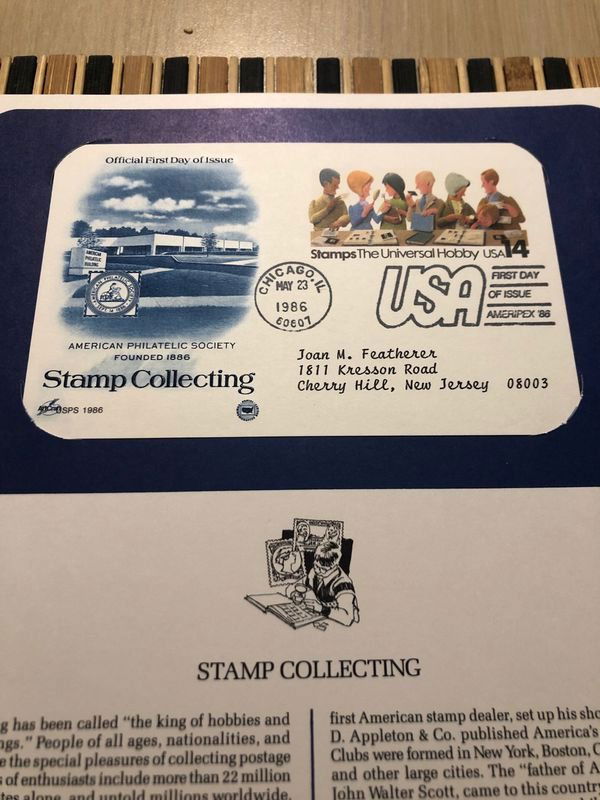 Official First Day of Issue
AMERICAN PHILATELIC BUILDING
AMERICAN PHILATELIC SOCIETY
FOUNDED 1886
Stamp Collecting
USPS 1986
Stamps The Universal Hobby USA 14
CHICAGO, IL
MAY 23
1986
60607
USA
FIRST DAY
OF ISSUE
AMERIPEX '86
Joan M. Featherer
1811 Kresson Road
Cherry Hill, New Jersey 08003
STAMP COLLECTING
g has been called "the king of hobbies and
ngs." People of all ages, nationalities, and
e the special pleasures of collecting postage
s of enthusiasts include more than 22 million
tes alone, and untold millions worldwide.
first American stamp dealer, set up his sho
D. Appleton & Co. published America's
Clubs were formed in New York, Boston, C
and other large cities. The "father of A
John Walter Scott, came to this country